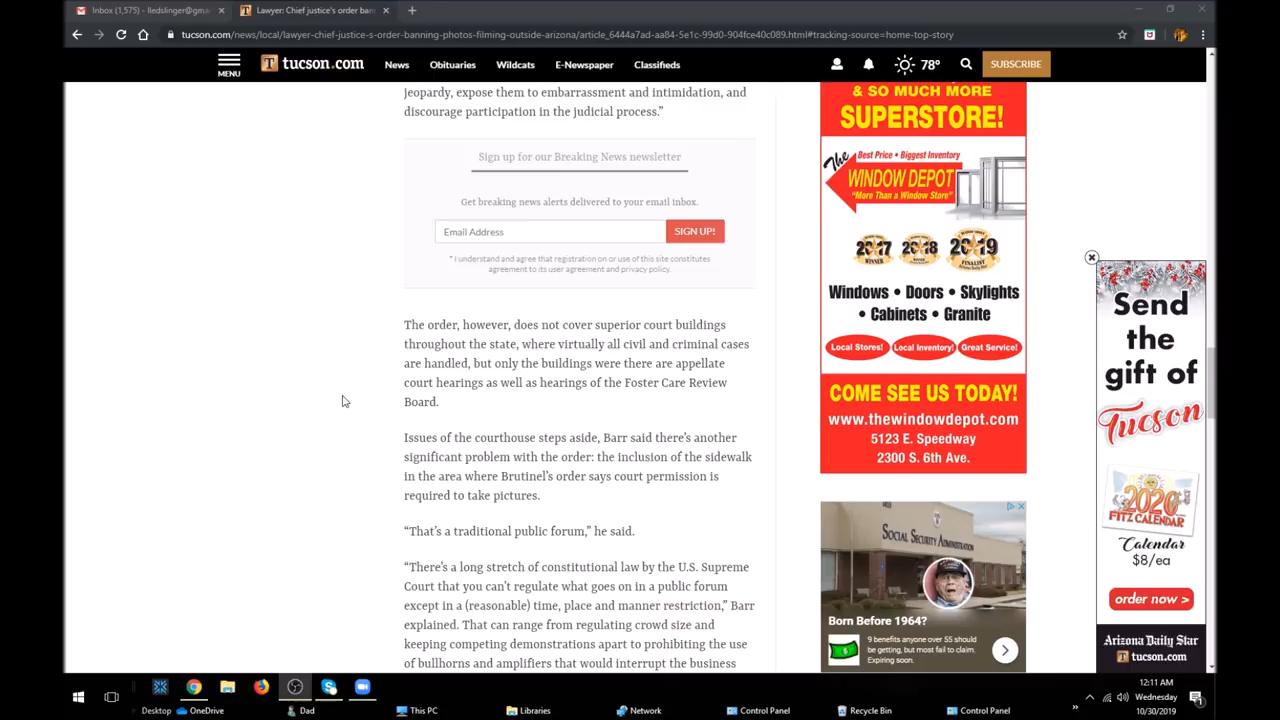 Inbox (1,575) - lledslinger@gma
Lawyer: Chief justice's order ban
tucson.com/news/local/lawyer-chief-justice-s-order-banning-photos-filming-outside-arizona/article_6444a7ad-aa84-5e1c-99d0-904fce40c089.html#tracking-source=home-top-story
MENU
T tucson.com
News
Obituaries
Wildcats
E-Newspaper
Classifieds
78°
SUBSCRIBE
jeopardy, expose them to embarrassment and intimidation, and
discourage participation in the judicial process.”
Sign up for our Breaking News newsletter
Get breaking news alerts delivered to your email inbox.
Email Address
SIGN UP!
* I understand and agree that registration on or use of this site constitutes
agreement to its user agreement and privacy policy.
The order, however, does not cover superior court buildings
throughout the state, where virtually all civil and criminal cases
are handled, but only the buildings were there are appellate
court hearings as well as hearings of the Foster Care Review
Board.
Issues of the courthouse steps aside, Barr said there’s another
significant problem with the order: the inclusion of the sidewalk
in the area where Brutinel’s order says court permission is
required to take pictures.
“That’s a traditional public forum,” he said.
“There’s a long stretch of constitutional law by the U.S. Supreme
Court that you can’t regulate what goes on in a public forum
except in a (reasonable) time, place and manner restriction,” Barr
explained. That can range from regulating crowd size and
keeping competing demonstrations apart to prohibiting the use
of bullhorns and amplifiers that would interrupt the business
& SO MUCH MORE
SUPERSTORE!
The
Best Price • Biggest Inventory
WINDOW DEPOT
"More Than a Window Store"
2017
WINNER
2018
WINNER
2019
FINALIST
Windows • Doors • Skylights
• Cabinets • Granite
Local Stores!
Local Inventory!
Great Service!
COME SEE US TODAY!
www.thewindowdepot.com
5123 E. Speedway
2300 S. 6th Ave.
SOCIAL SECURITY ADMINISTRATION
Born Before 1964?
9 benefits anyone over 55 should
be getting, but most fail to claim.
Expiring soon.
Send
the
gift of
Tucson
2020
FITZ CALENDAR
Calendar
$8/ea
order now >
Arizona Daily Star
T tucson.com
Desktop
OneDrive
Dad
This PC
Libraries
Network
Control Panel
Recycle Bin
Control Panel
12:11 AM
Wednesday
10/30/2019
1